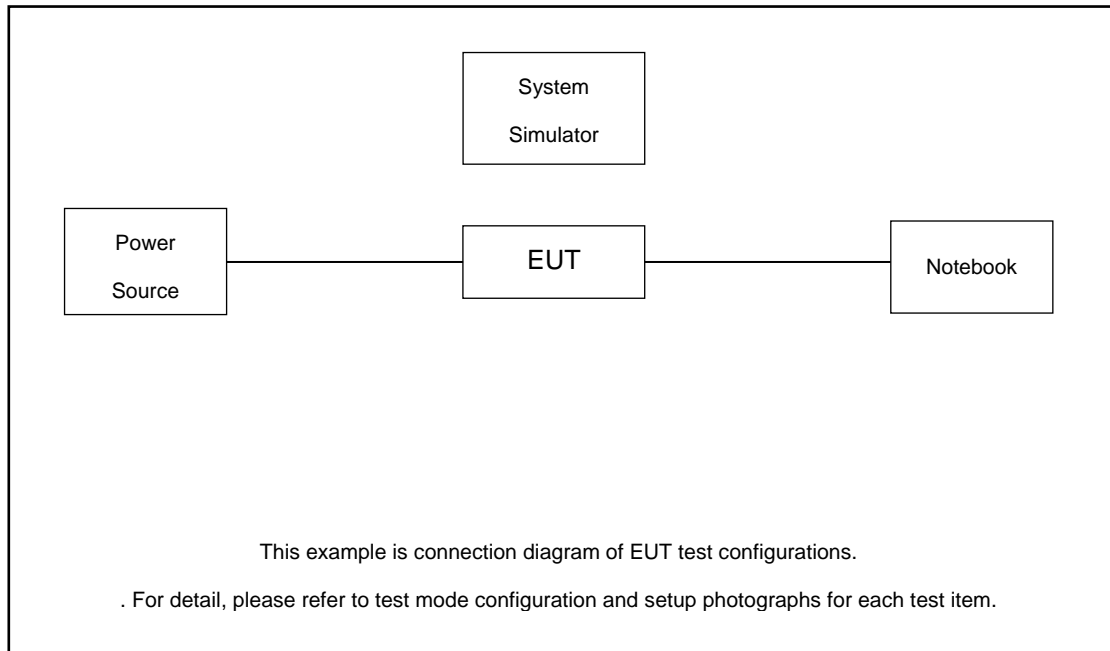 System
Simulator
Power
Source
EUT
Notebook
This example is connection diagram of EUT test configurations.
. For detail, please refer to test mode configuration and setup photographs for each test item.